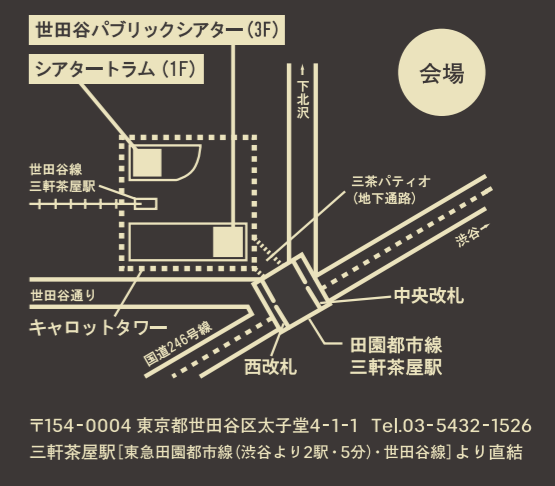 世田谷パブリックシアター(3F)
シアタートラム (1F)
会場
↑下北沢
世田谷線
三軒茶屋駅
三茶パティオ
(地下通路)
渋谷→
世田谷通り
中央改札
キャロットタワー
国道246号線
西改札
田園都市線
三軒茶屋駅
〒154-0004 東京都世田谷区太子堂4-1-1 Tel.03-5432-1526
三軒茶屋駅[東急田園都市線(渋谷より2駅・5分)・世田谷線]より直結